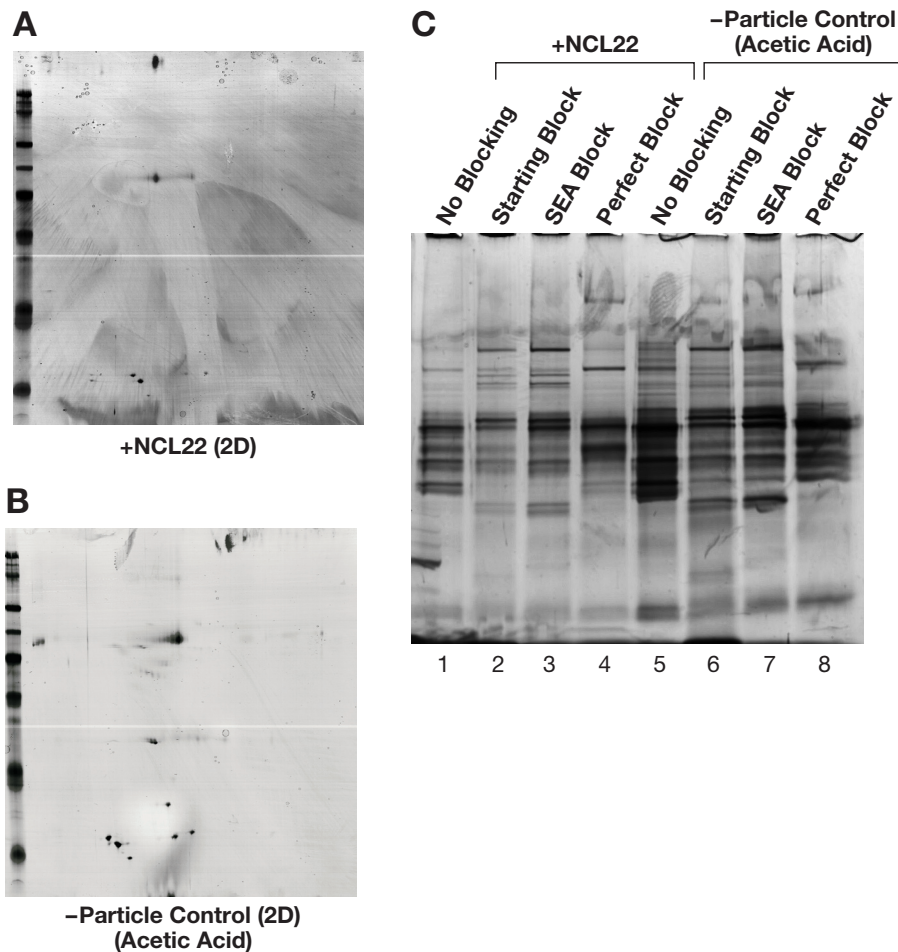 A
+NCL22 (2D)
B
–Particle Control (2D)
(Acetic Acid)
C
+NCL22
–Particle Control
(Acetic Acid)
No Blocking
Starting Block
SEA Block
Perfect Block
No Blocking
Starting Block
SEA Block
Perfect Block
1 2 3 4 5 6 7 8